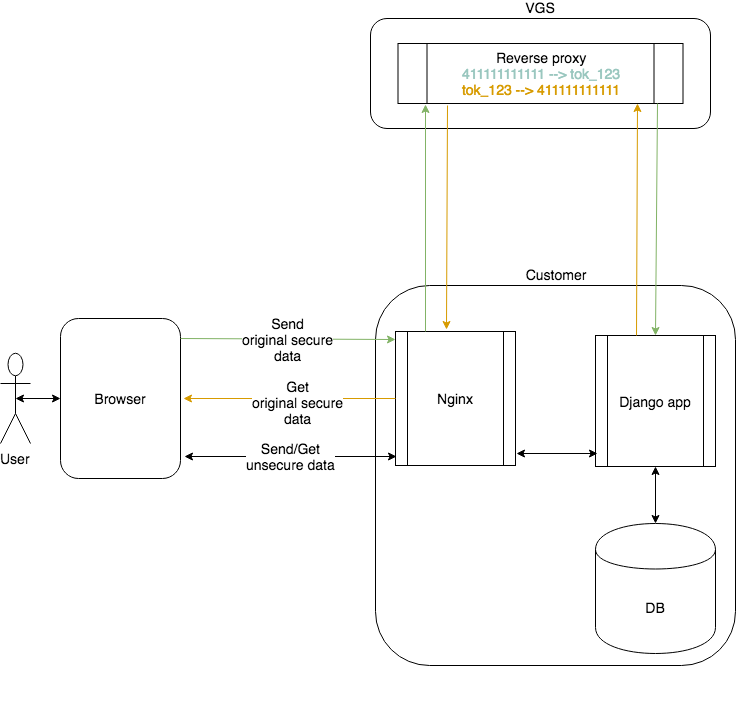 VGS
Reverse proxy
411111111111 --> tok_123
tok_123 --> 411111111111
Customer
Send
original secure
data
Get
original secure
data
Send/Get
unsecure data
User
Browser
Nginx
Django app
DB